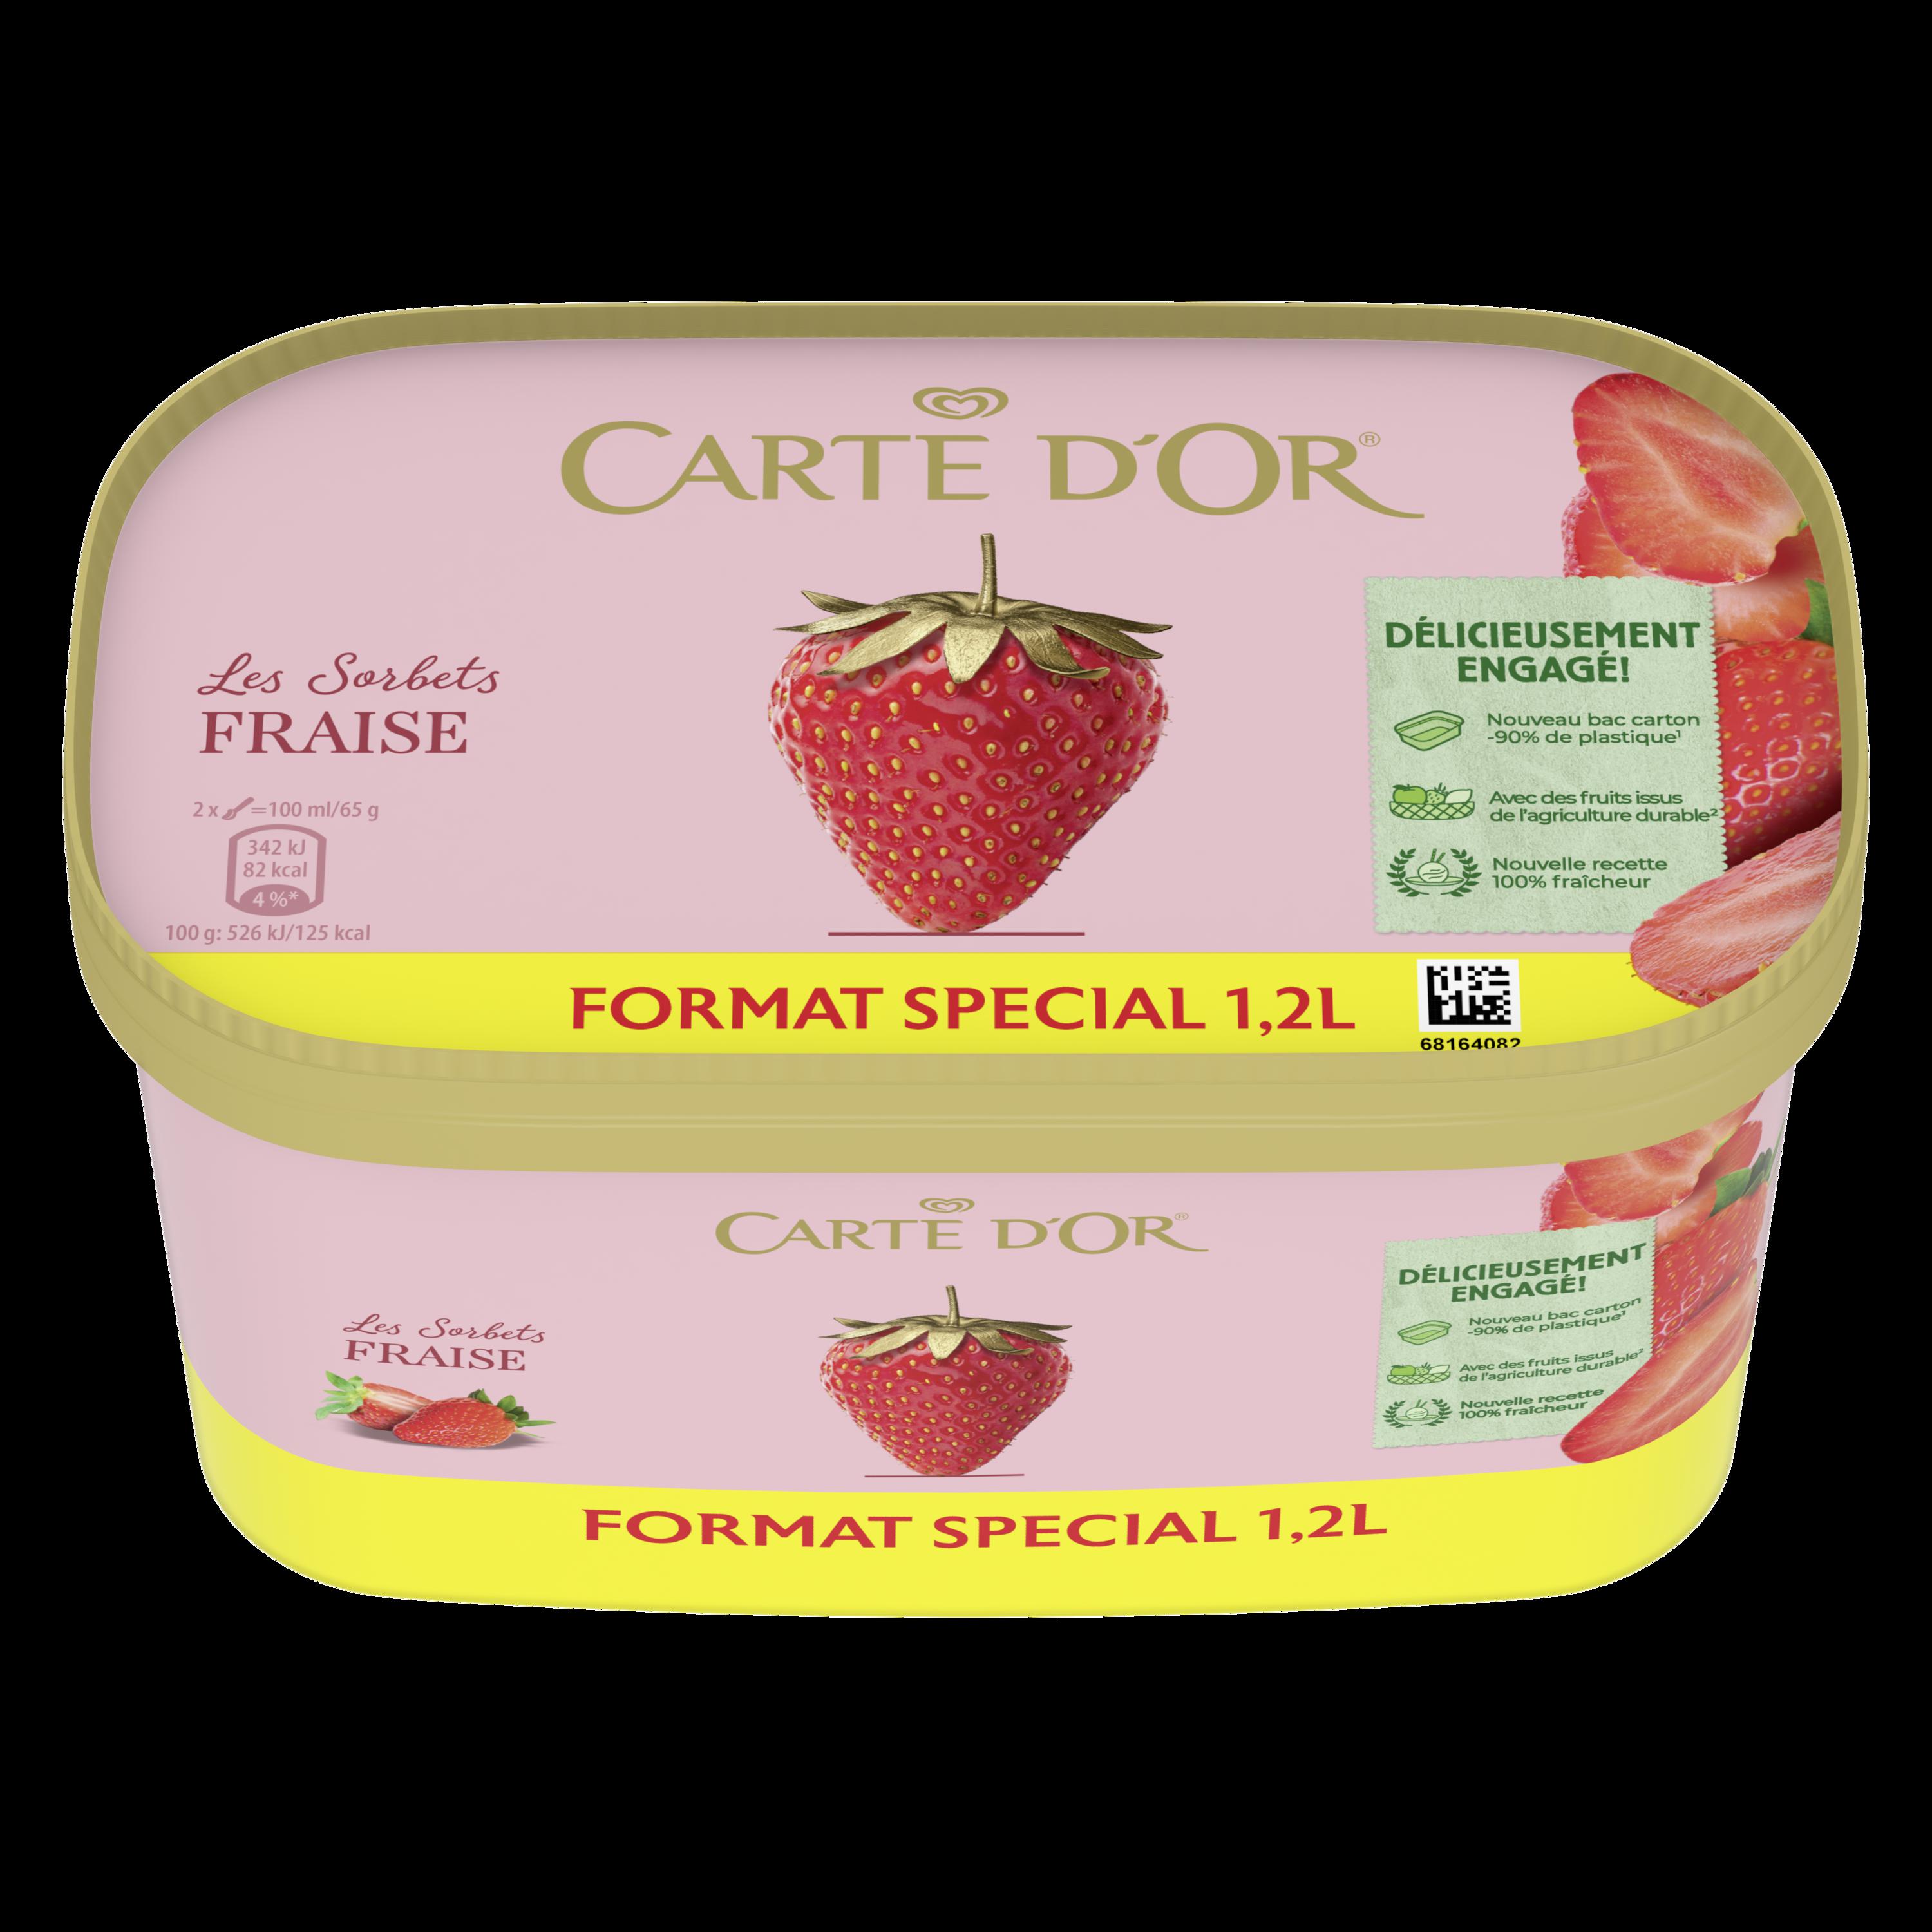 CARTE D'OR®
Les Sorbets
FRAISE
2 x =100 ml/65 g
342 kJ
82 kcal
4 %*
100 g: 526 kJ/125 kcal
DÉLICIEUSEMENT
ENGAGÉ!
Nouveau bac carton
-90% de plastique¹
Avec des fruits issus
de l'agriculture durable²
Nouvelle recette
100% fraîcheur
FORMAT SPECIAL 1,2L
68164082
CARTE D'OR®
Les Sorbets
FRAISE
DÉLICIEUSEMENT
ENGAGÉ!
Nouveau bac carton
-90% de plastique¹
Avec des fruits issus
de l'agriculture durable²
Nouvelle recette
100% fraîcheur
FORMAT SPECIAL 1,2L